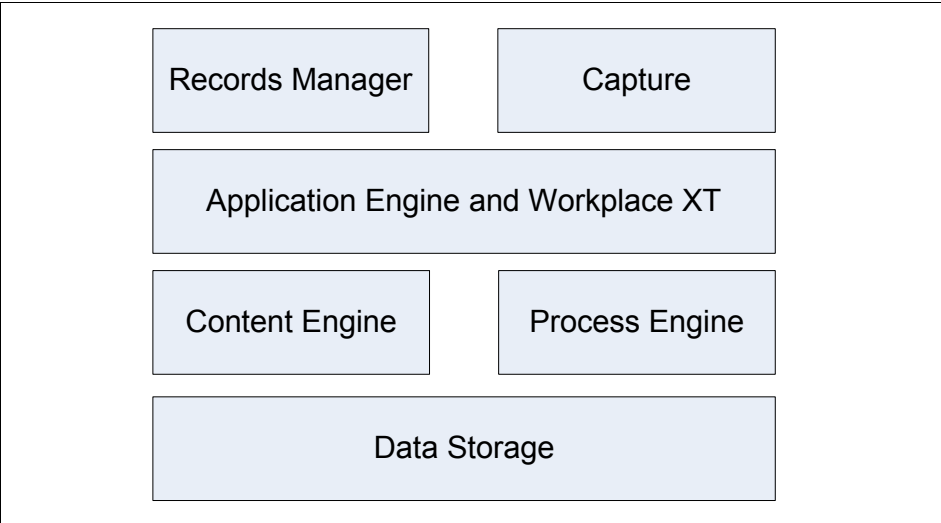 Records Manager
Capture
Application Engine and Workplace XT
Content Engine
Process Engine
Data Storage